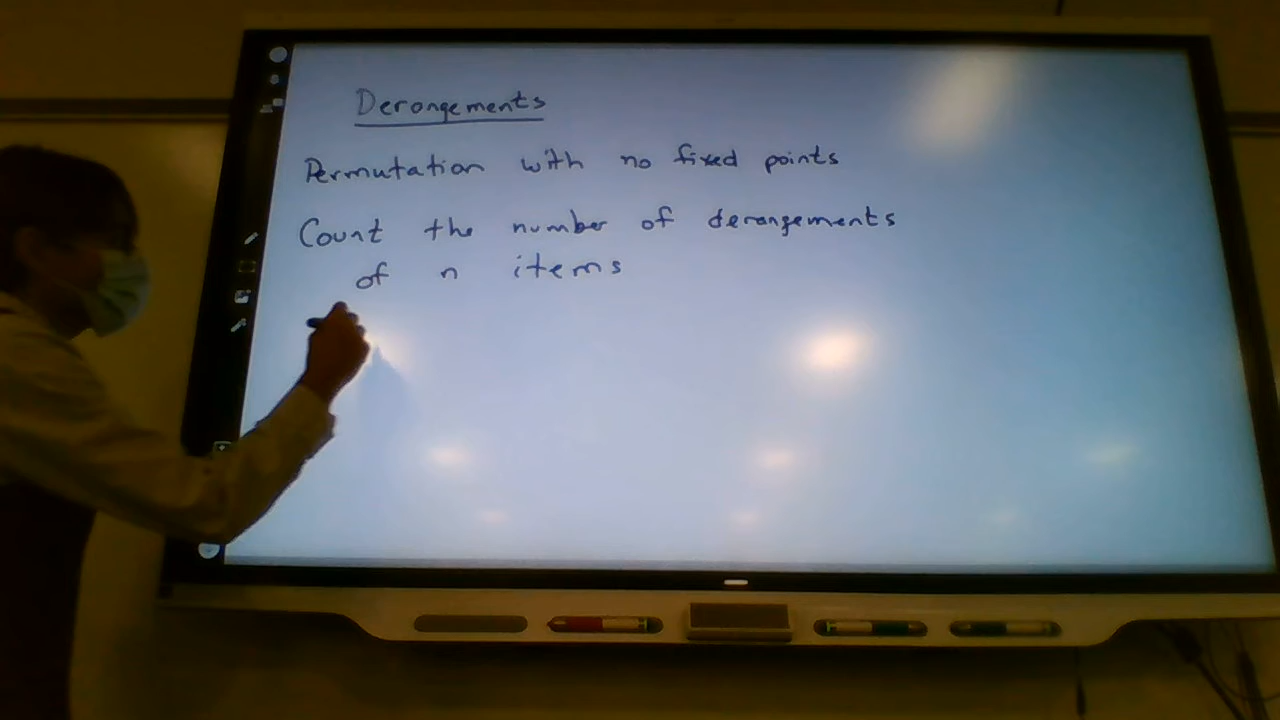 Derangements
Permutation with no fixed points
Count the number of derangements
of n items